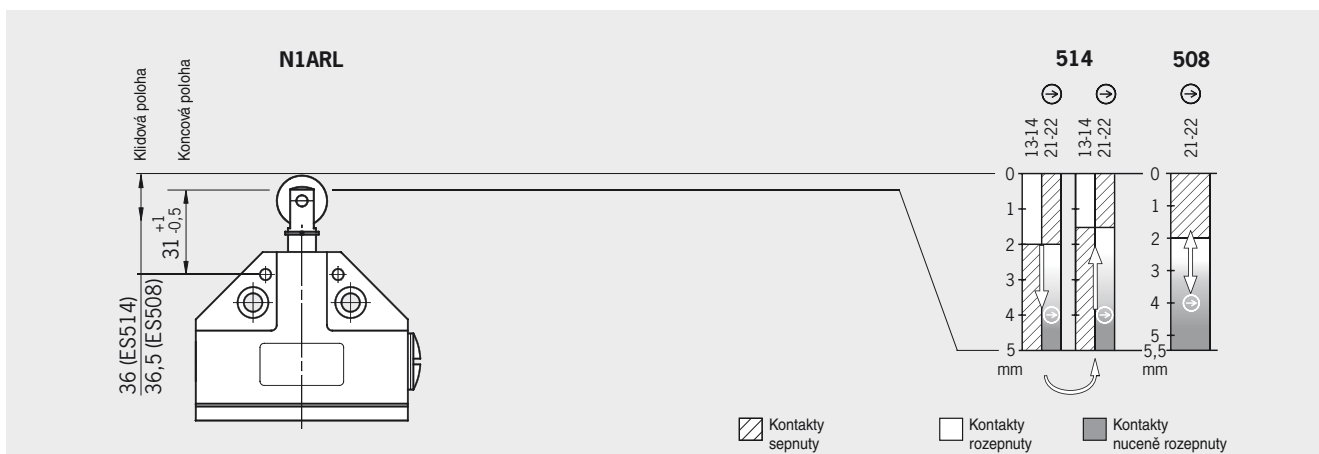 N1ARL
514
508
Klidová poloha
Koncová poloha
13-14
21-22
13-14
21-22
21-22
31 +1 -0,5
36 (ES514)
36,5 (ES508)
0
1
2
3
4
5
mm
0
1
2
3
4
5
5,5
mm
Kontakty
sepnuty
Kontakty
rozepnuty
Kontakty
nuceně rozepnuty